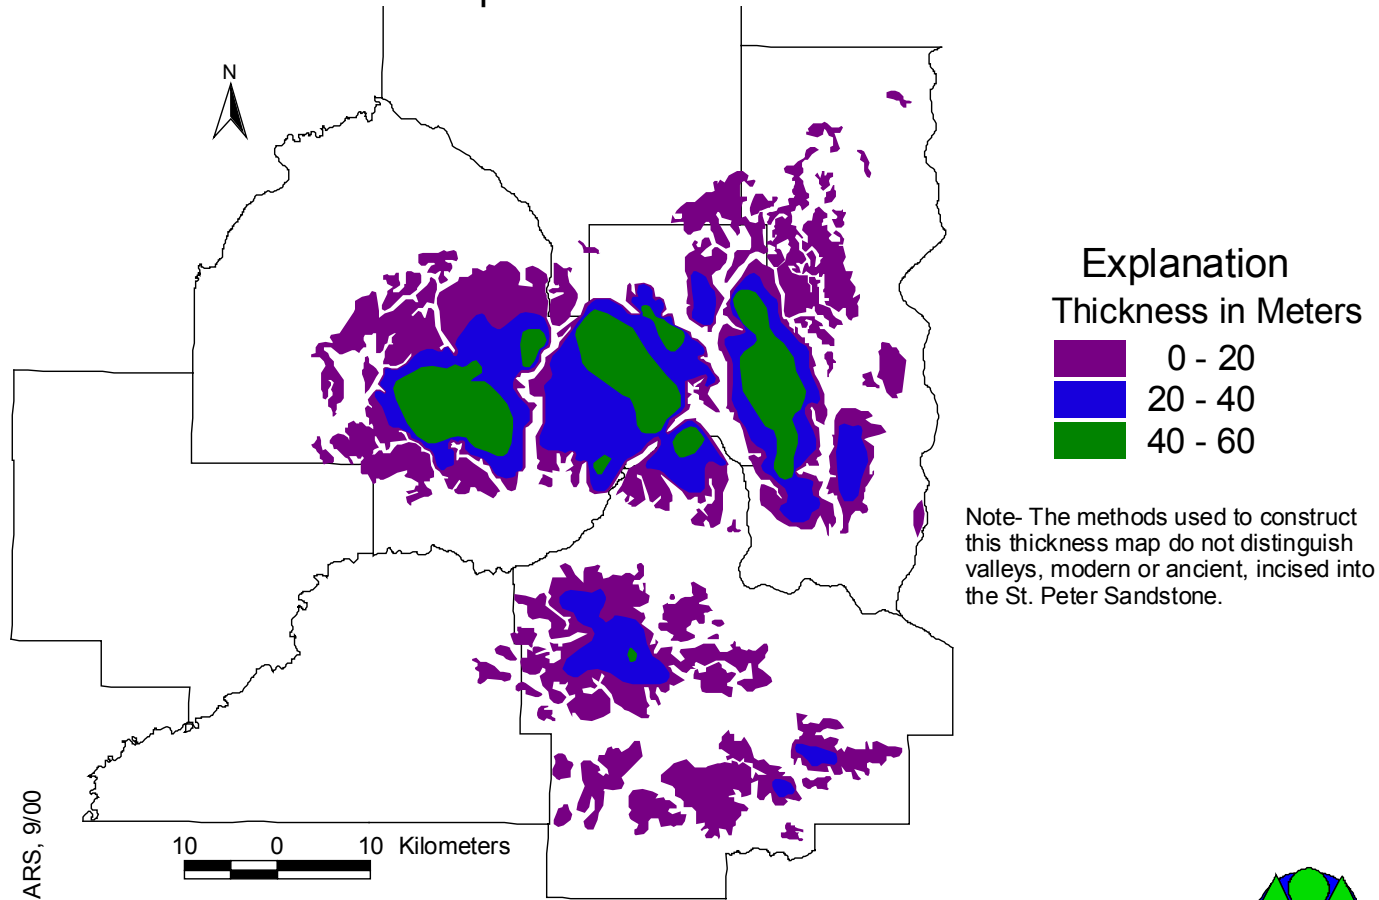 N
Explanation
Thickness in Meters
0 - 20
20 - 40
40 - 60
Note- The methods used to construct
this thickness map do not distinguish
valleys, modern or ancient, incised into
the St. Peter Sandstone.
ARS, 9/00
10 0 10 Kilometers